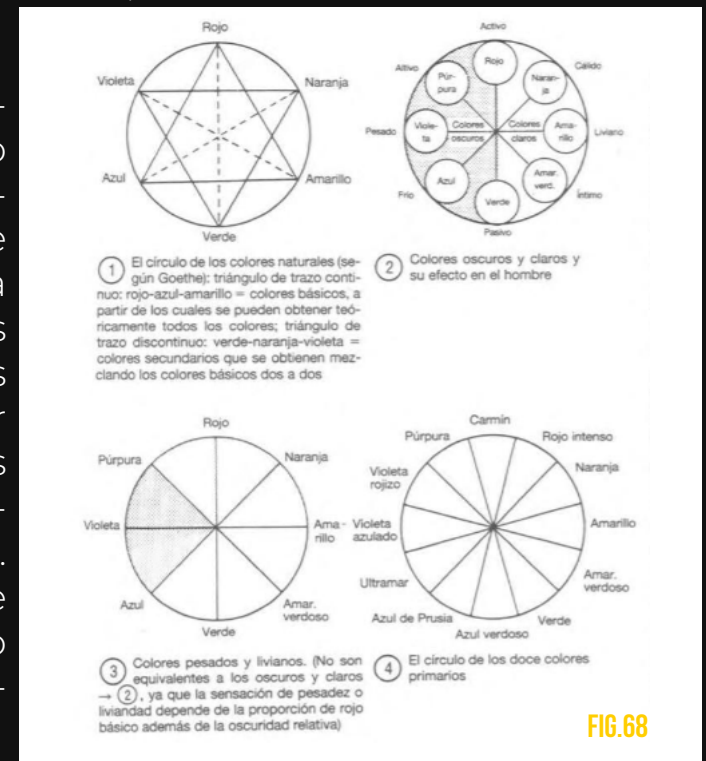 Rojo
Violeta
Naranja
Azul
Amarillo
Verde
1 El círculo de los colores naturales (se-
gún Goethe): triángulo de trazo conti-
nuo: rojo-azul-amarillo = colores básicos, a
partir de los cuales se pueden obtener teó-
ricamente todos los colores; triángulo de
trazo discontinuo: verde-naranja-violeta =
colores secundarios que se obtienen mez-
clando los colores básicos dos a dos
Activo
Altivo
Cálido
Rojo
Púr-
pura
Naran-
ja
Pesado
Viole-
ta
Colores
oscuros
Colores
claros
Ama-
rillo
Liviano
Azul
Amar.
verd.
Frío
Íntimo
Verde
Pasivo
2 Colores oscuros y claros y
su efecto en el hombre
Rojo
Púrpura
Naranja
Violeta
Ama-
rillo
Azul
Amar.
verdoso
Verde
3 Colores pesados y livianos. (No son
equivalentes a los oscuros y claros
→ 2, ya que la sensación de pesadez o
liviandad depende de la proporción de rojo
básico además de la oscuridad relativa)
Carmín
Púrpura
Rojo intenso
Violeta
rojizo
Naranja
Violeta
azulado
Amarillo
Ultramar
Amar.
verdoso
Azul de Prusia
Verde
Azul verdoso
4 El círculo de los doce colores
primarios
FIG.68